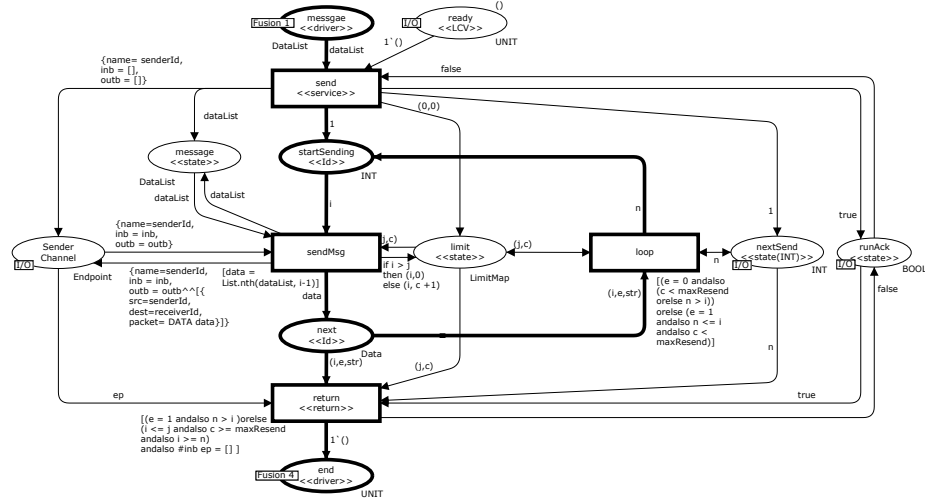 ()
Fusion 1
messgae
<<driver>>
I/O
ready
<<LCV>>
UNIT
DataList
dataList
1`()
{name= senderId,
inb = [],
outb = []}
send
<<service>>
false
(0,0)
dataList
1
startSending
<<Id>>
INT
message
<<state>>
DataList
dataList
dataList
n
i
1
true
{name=senderId,
inb = inb,
outb = outb}
Sender
Channel
I/O
Endpoint
sendMsg
j,c)
limit
<<state>>
LimitMap
(j,c)
loop
n
nextSend
<<state(INT)>>
I/O
INT
runAck
<<state>>
I/O
BOOL
{name=senderId,
inb = inb,
outb = outb^^[{
src=senderId,
dest=receiverId,
packet= DATA data}]}
[data =
List.nth(dataList, i-1)]
data
if i > j
then (i,0)
else (i, c +1)
(i,e,str)
[(e = 0 andalso
(c < maxResend
orelse n > i))
orelse (e = 1
andalso n <= i
andalso c <
maxResend)]
false
next
<<Id>>
Data
n
(i,e,str)
(j,c)
ep
return
<<return>>
true
[(e = 1 andalso n > i )orelse
(i <= j andalso c >= maxResend
andalso i >= n)
andalso #inb ep = [] ]
1`()
Fusion 4
end
<<driver>>
UNIT